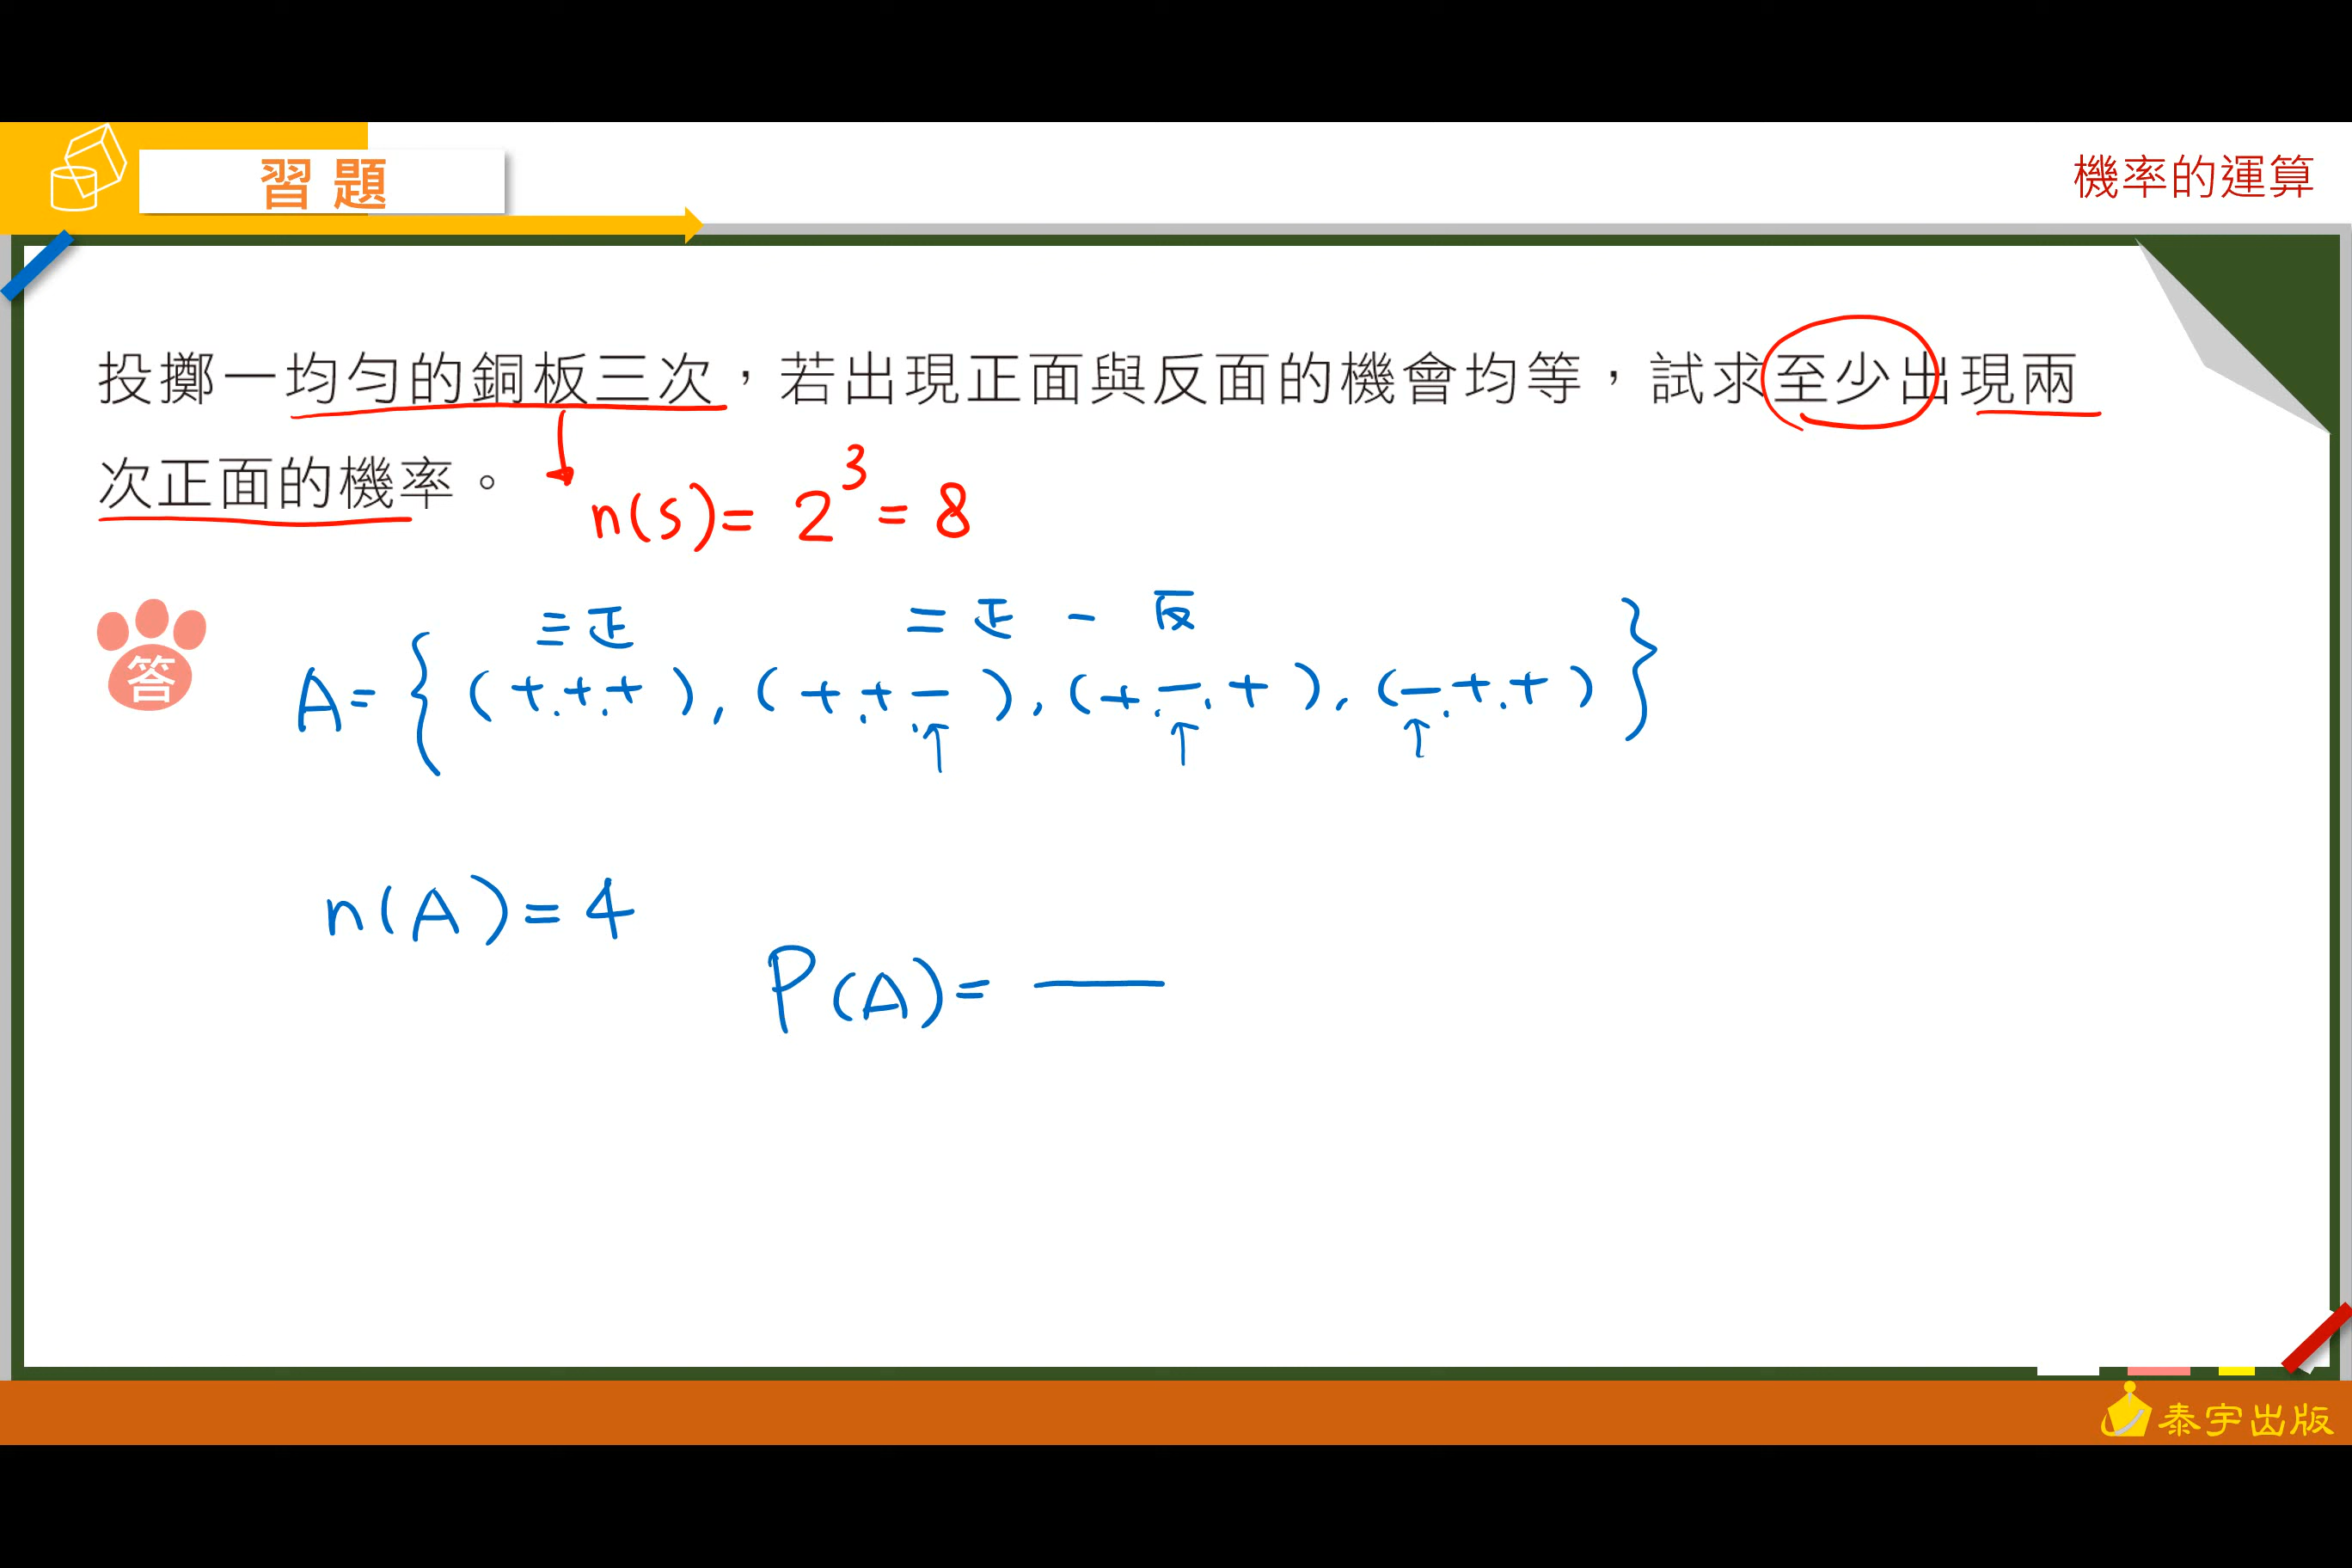 習題
機率的運算
投擲一均勻的銅板三次，若出現正面與反面的機會均等，試求至少出現兩
次正面的機率。
n(S)= 2³ = 8
答
三正 二正一反
A= { (+.+.+), (+.+.−), (+.−.+), (−.+.+) }
n(A)=4
P(A)=
泰宇出版